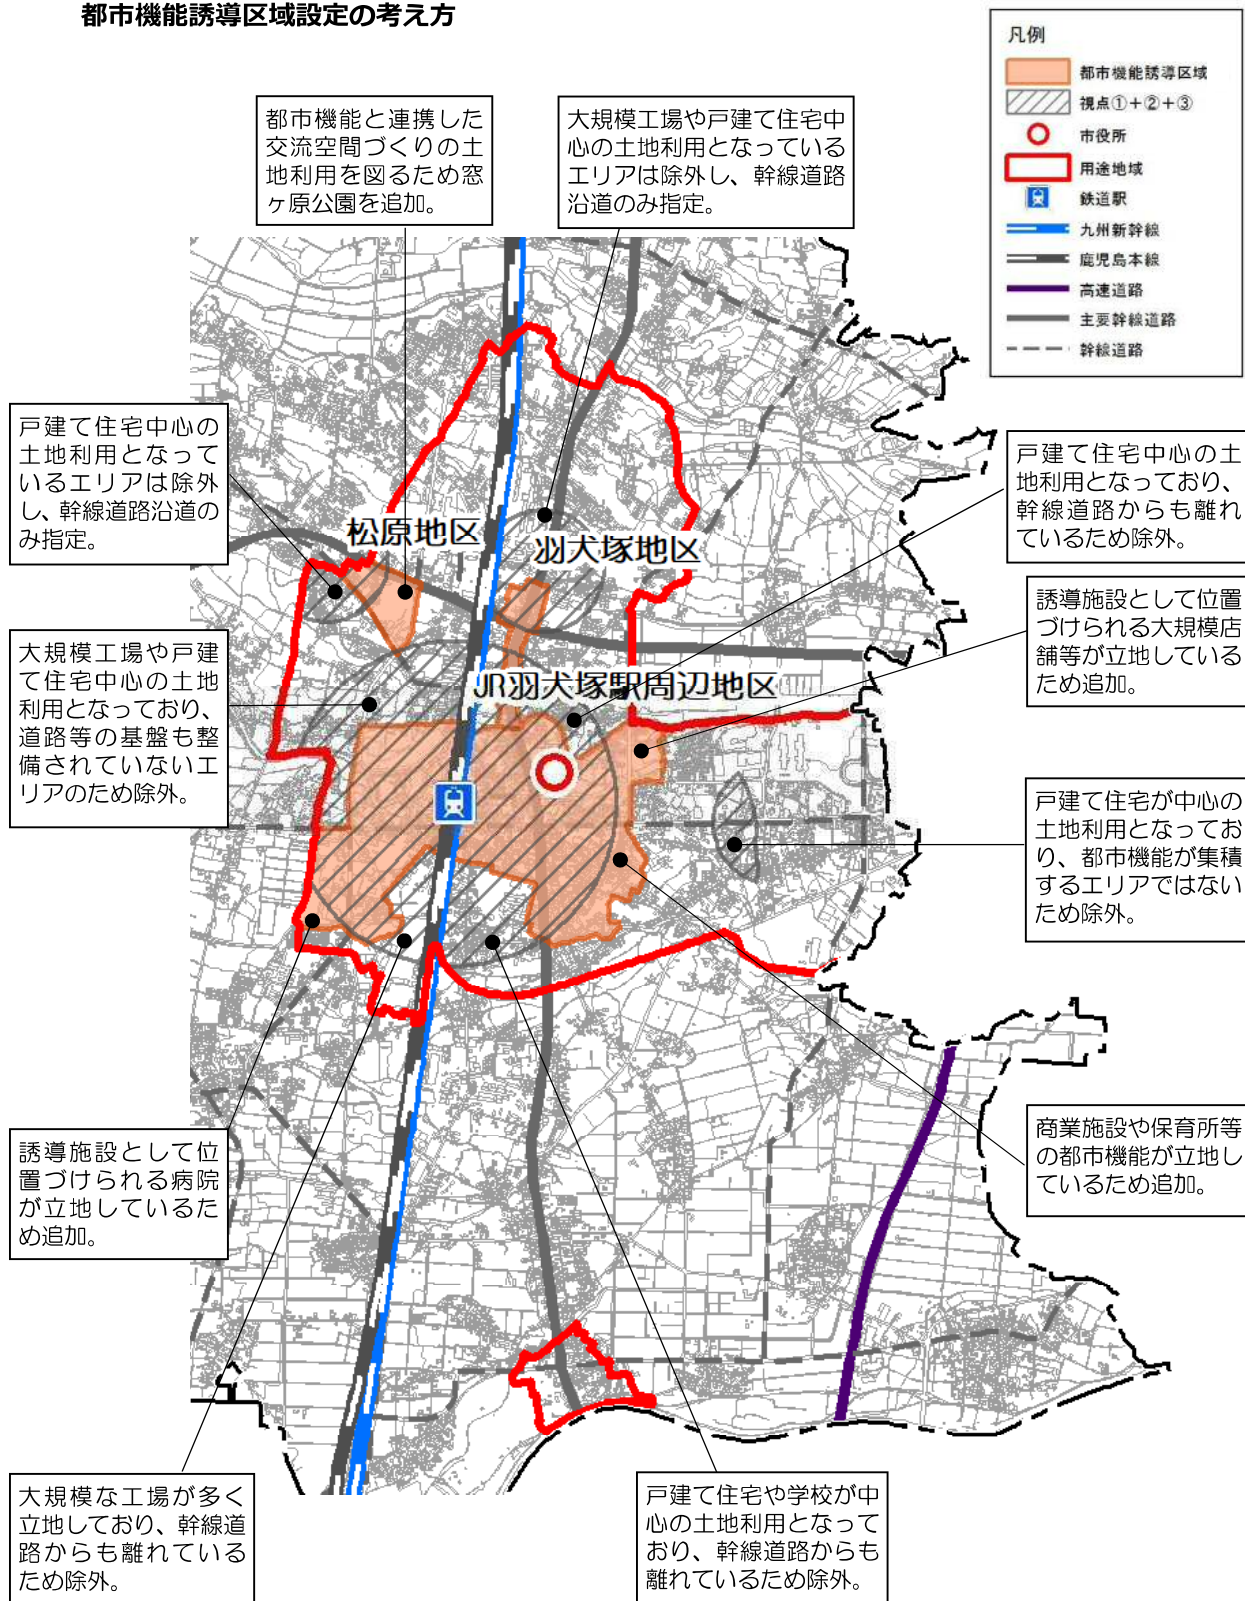 都市機能誘導区域設定の考え方
凡例
都市機能誘導区域
視点①+②+③
市役所
用途地域
鉄道駅
九州新幹線
鹿児島本線
高速道路
主要幹線道路
幹線道路
都市機能と連携した
交流空間づくりの土
地利用を図るため窓
ヶ原公園を追加。
大規模工場や戸建て住宅中
心の土地利用となっている
エリアは除外し、幹線道路
沿道のみ指定。
戸建て住宅中心の
土地利用となって
いるエリアは除外
し、幹線道路沿道の
み指定。
戸建て住宅中心の土
地利用となっており、
幹線道路からも離れ
ているため除外。
松原地区
羽犬塚地区
誘導施設として位置
づけられる大規模店
舗等が立地している
ため追加。
大規模工場や戸建
て住宅中心の土地
利用となっており、
道路等の基盤も整
備されていないエ
リアのため除外。
JR羽犬塚駅周辺地区
戸建て住宅が中心の
土地利用となってお
り、都市機能が集積
するエリアではない
ため除外。
商業施設や保育所等
の都市機能が立地し
ているため追加。
誘導施設として位
置づけられる病院
が立地しているた
め追加。
大規模な工場が多く
立地しており、幹線道
路からも離れている
ため除外。
戸建て住宅や学校が中
心の土地利用となって
おり、幹線道路からも
離れているため除外。